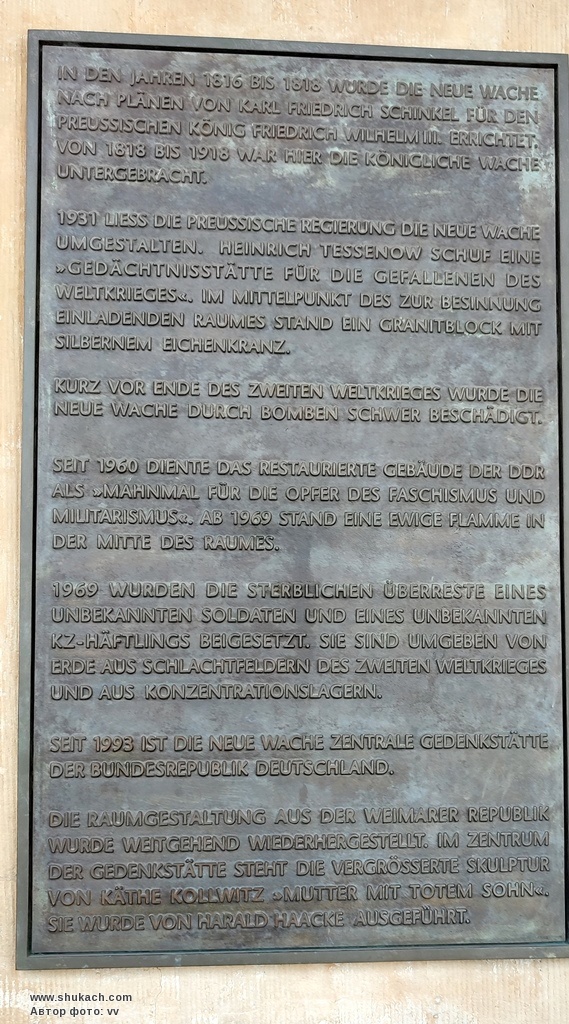 IN DEN JAHREN 1816 BIS 1818 WURDE DIE NEUE WACHE
NACH PLÄNEN VON KARL FRIEDRICH SCHINKEL FÜR DEN
PREUSSISCHEN KÖNIG FRIEDRICH WILHELM III. ERRICHTET.
VON 1818 BIS 1918 WAR HIER DIE KÖNIGLICHE WACHE
UNTERGEBRACHT.
1931 LIESS DIE PREUSSISCHE REGIERUNG DIE NEUE WACHE
UMGESTALTEN. HEINRICH TESSENOW SCHUF EINE
»GEDÄCHTNISSTÄTTE FÜR DIE GEFALLENEN DES
WELTKRIEGES«. IM MITTELPUNKT DES ZUR BESINNUNG
EINLADENDEN RAUMES STAND EIN GRANITBLOCK MIT
SILBERNEM EICHENKRANZ.
KURZ VOR ENDE DES ZWEITEN WELTKRIEGES WURDE DIE
NEUE WACHE DURCH BOMBEN SCHWER BESCHÄDIGT.
SEIT 1960 DIENTE DAS RESTAURIERTE GEBÄUDE DER DDR
ALS »MAHNMAL FÜR DIE OPFER DES FASCHISMUS UND
MILITARISMUS«. AB 1969 STAND EINE EWIGE FLAMME IN
DER MITTE DES RAUMES.
1969 WURDEN DIE STERBLICHEN ÜBERRESTE EINES
UNBEKANNTEN SOLDATEN UND EINES UNBEKANNTEN
KZ-HÄFTLINGS BEIGESETZT. SIE SIND UMGEBEN VON
ERDE AUS SCHLACHTFELDERN DES ZWEITEN WELTKRIEGES
UND AUS KONZENTRATIONSLAGERN.
SEIT 1993 IST DIE NEUE WACHE ZENTRALE GEDENKSTÄTTE
DER BUNDESREPUBLIK DEUTSCHLAND.
DIE RAUMGESTALTUNG AUS DER WEIMARER REPUBLIK
WURDE WEITGEHEND WIEDERHERGESTELLT. IM ZENTRUM
DER GEDENKSTÄTTE STEHT DIE VERGRÖSSERTE SKULPTUR
VON KÄTHE KOLLWITZ »MUTTER MIT TOTEM SOHN«.
SIE WURDE VON HARALD HAACKE AUSGEFÜHRT.
www.shukach.com
Автор фото: vv